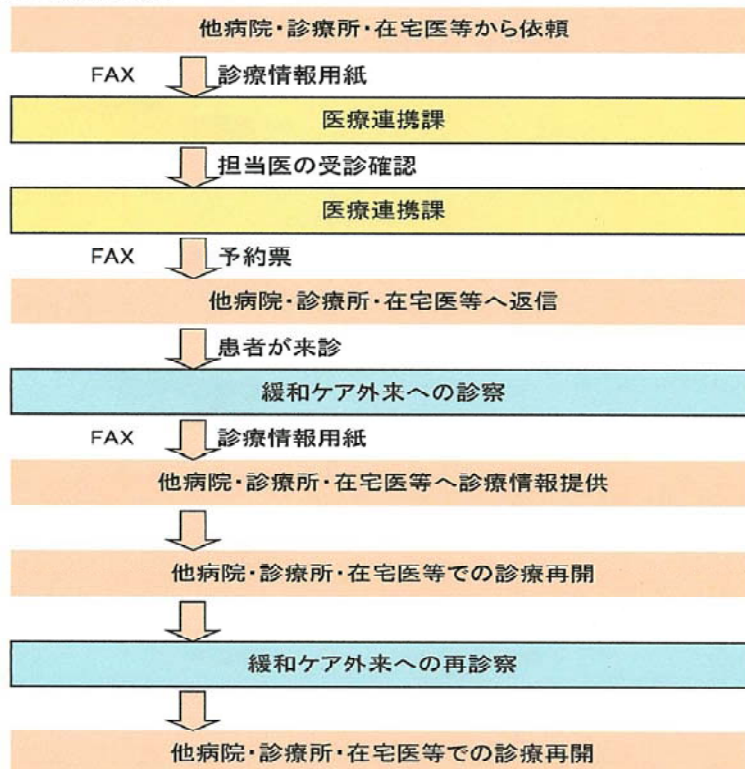 他病院・診療所・在宅医等から依頼
FAX 診療情報用紙
医療連携課
担当医の受診確認
医療連携課
FAX 予約票
他病院・診療所・在宅医等へ返信
患者が来診
緩和ケア外来への診察
FAX 診療情報用紙
他病院・診療所・在宅医等へ診療情報提供
他病院・診療所・在宅医等での診療再開
緩和ケア外来への再診察
他病院・診療所・在宅医等での診療再開